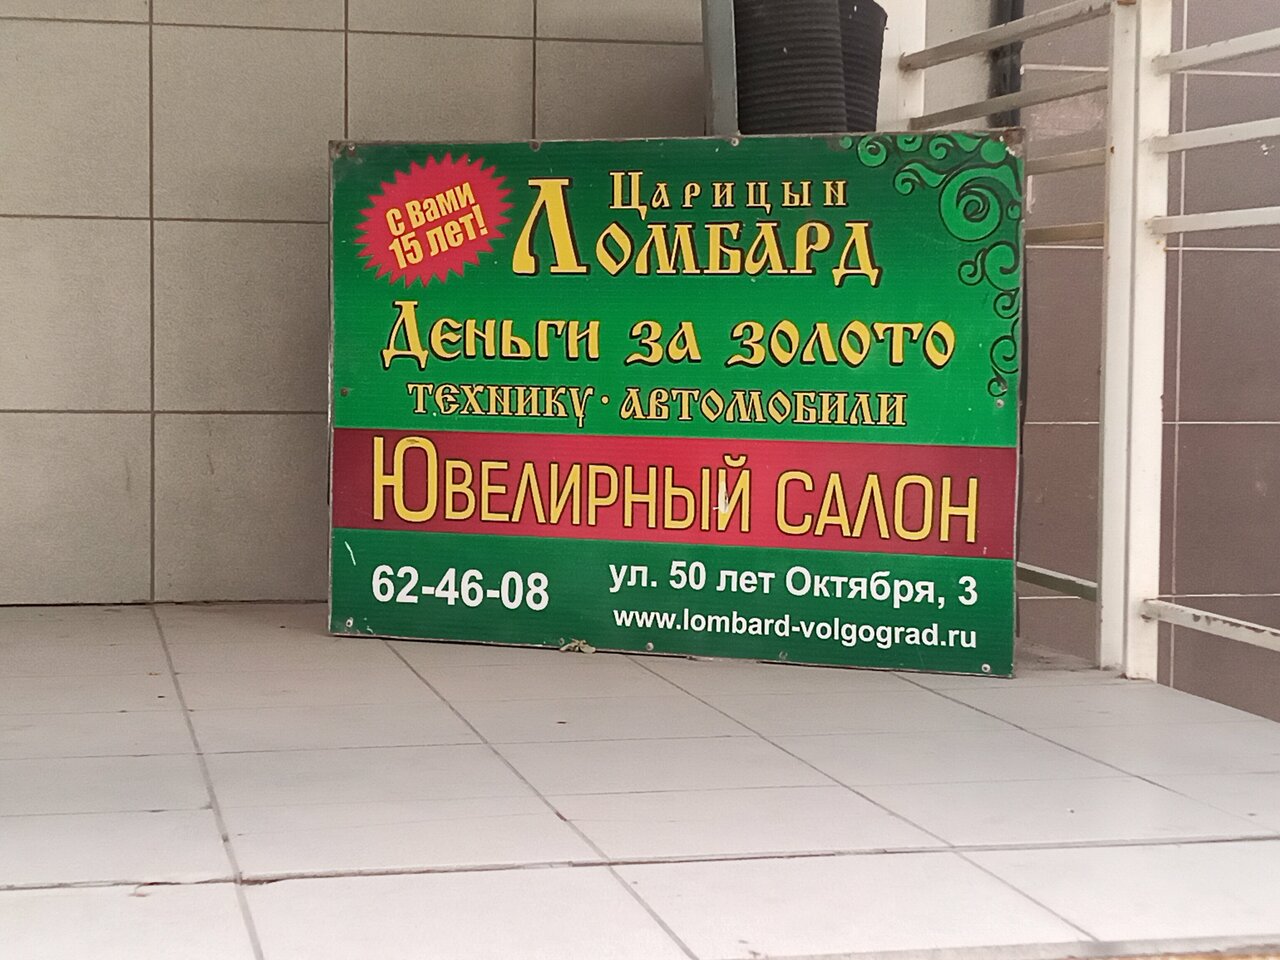 С Вами
15 лет!
Царицын
Ломбард
Деньги за золото
технику · автомобили
Ювелирный салон
62-46-08
ул. 50 лет Октября, 3
www.lombard-volgograd.ru